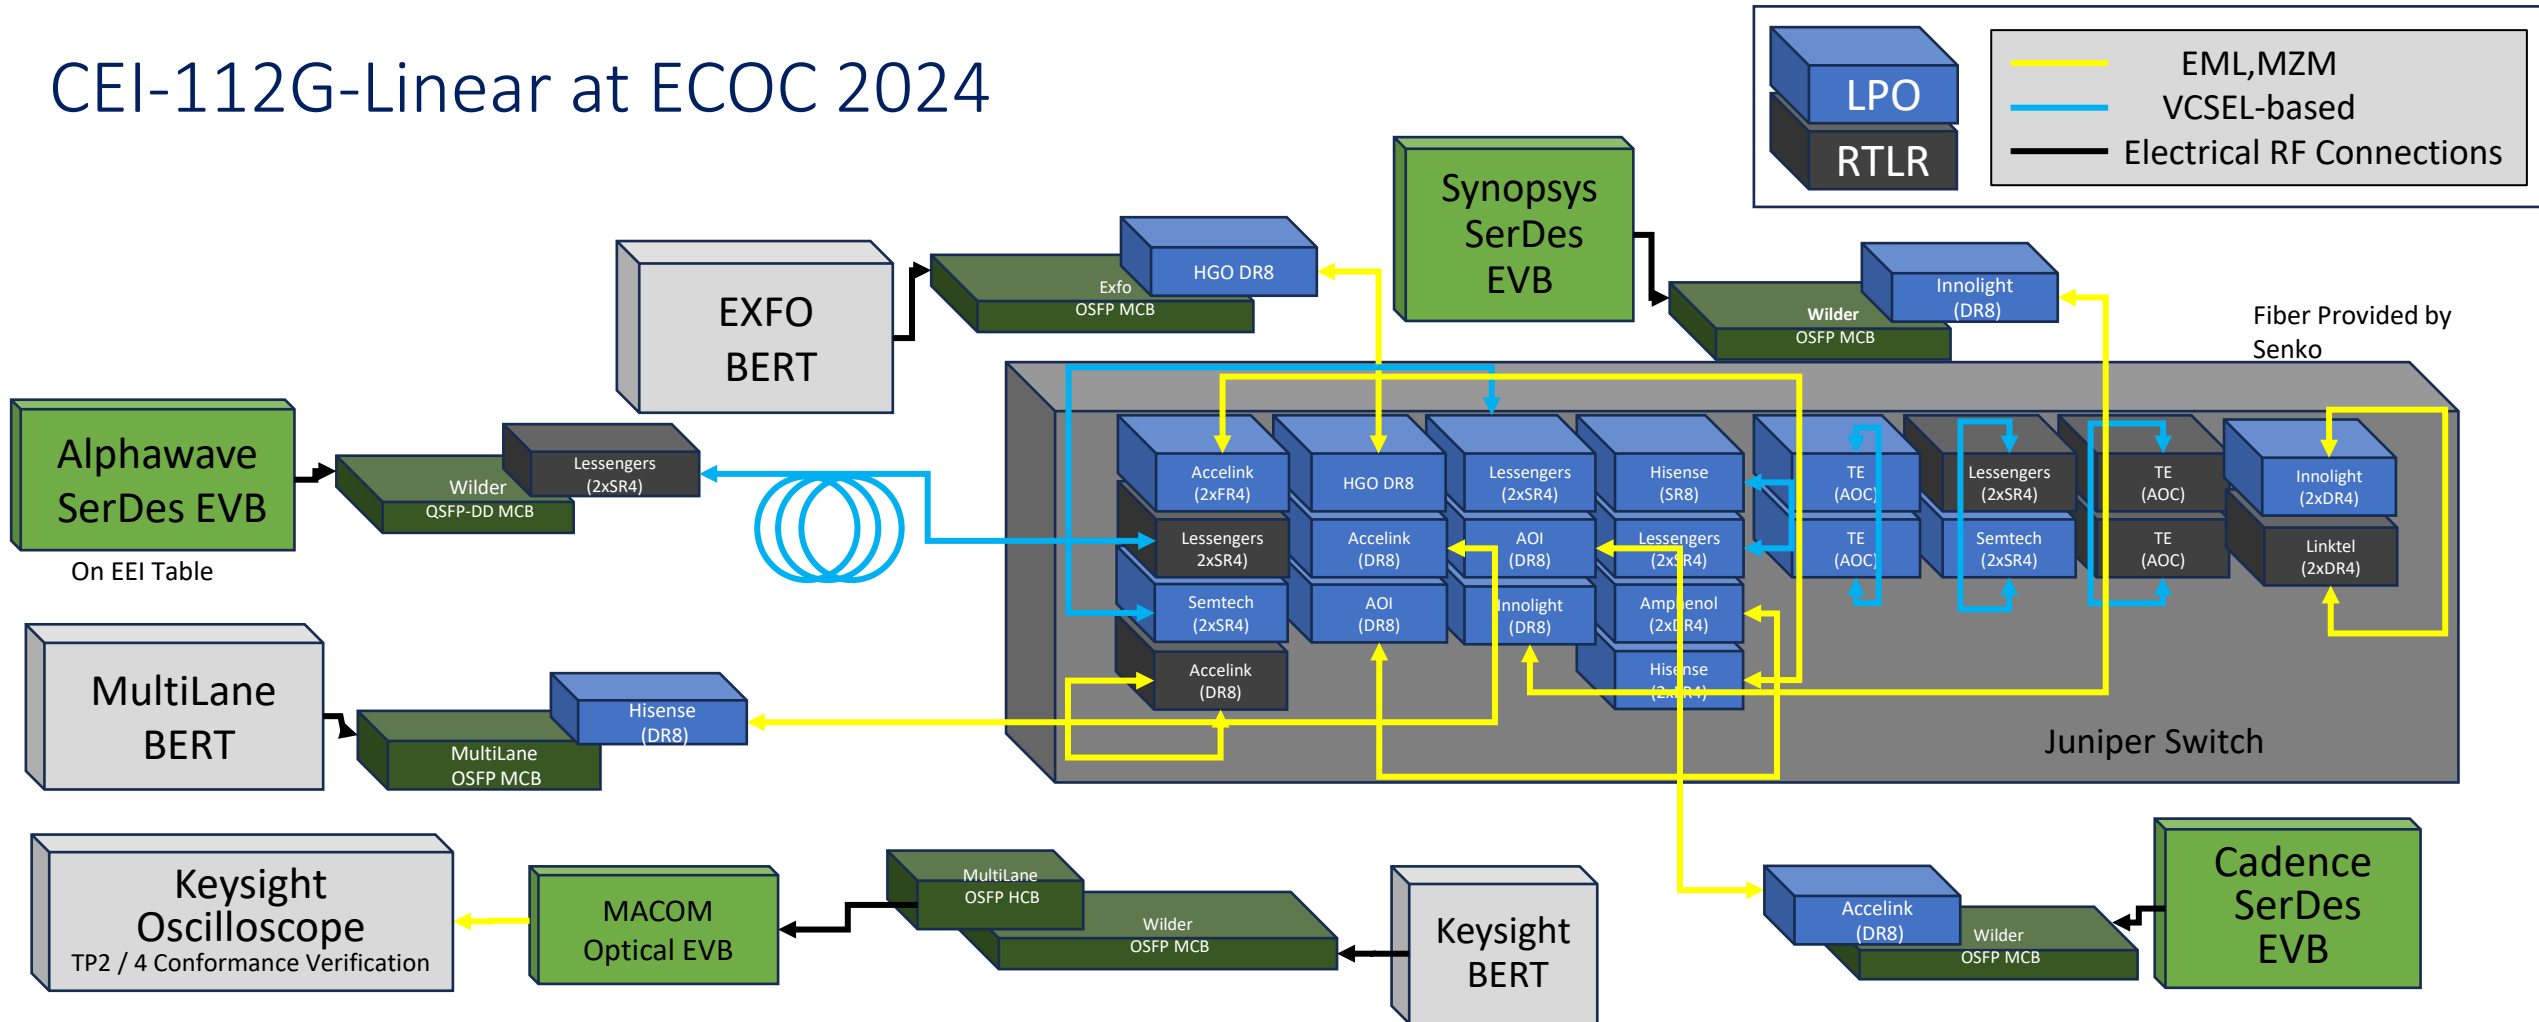 CEI-112G-Linear at ECOC 2024
LPO
RTLR
EML,MZM
VCSEL-based
Electrical RF Connections
Synopsys
SerDes
EVB
HGO DR8
Exfo
OSFP MCB
EXFO
BERT
Innolight
(DR8)
Wilder
OSFP MCB
Fiber Provided by
Senko
Alphawave
SerDes EVB
On EEI Table
Lessengers
(2xSR4)
Wilder
QSFP-DD MCB
Accelink
(2xFR4)
HGO DR8
Lessengers
(2xSR4)
Hisense
(SR8)
TE
(AOC)
Lessengers
(2xSR4)
TE
(AOC)
Innolight
(2xDR4)
Lessengers
2xSR4)
Accelink
(DR8)
AOI
(DR8)
Lessengers
(2xSR4)
TE
(AOC)
Semtech
(2xSR4)
TE
(AOC)
Linktel
(2xDR4)
Semtech
(2xSR4)
AOI
(DR8)
Innolight
(DR8)
Amphenol
(2xDR4)
Accelink
(DR8)
Hisense
Juniper Switch
MultiLane
BERT
Hisense
(DR8)
MultiLane
OSFP MCB
Keysight
Oscilloscope
TP2 / 4 Conformance Verification
MACOM
Optical EVB
MultiLane
OSFP HCB
Wilder
OSFP MCB
Keysight
BERT
Accelink
(DR8)
Wilder
OSFP MCB
Cadence
SerDes
EVB